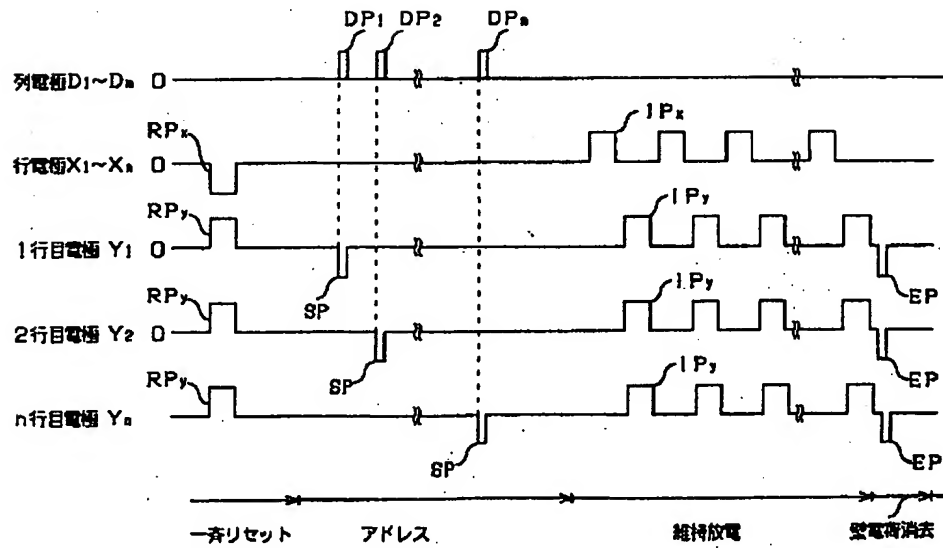 DP1 DP2 DPn
列電極D1~Dm 0
IPx
RPx
行電極X1~Xn 0
RPy IPy
1行目電極 Y1 0
SP EP
RPy IPy
2行目電極 Y2 0
SP EP
RPy IPy
n行目電極 Yn
SP EP
一斉リセット アドレス 維持放電 壁電荷消去